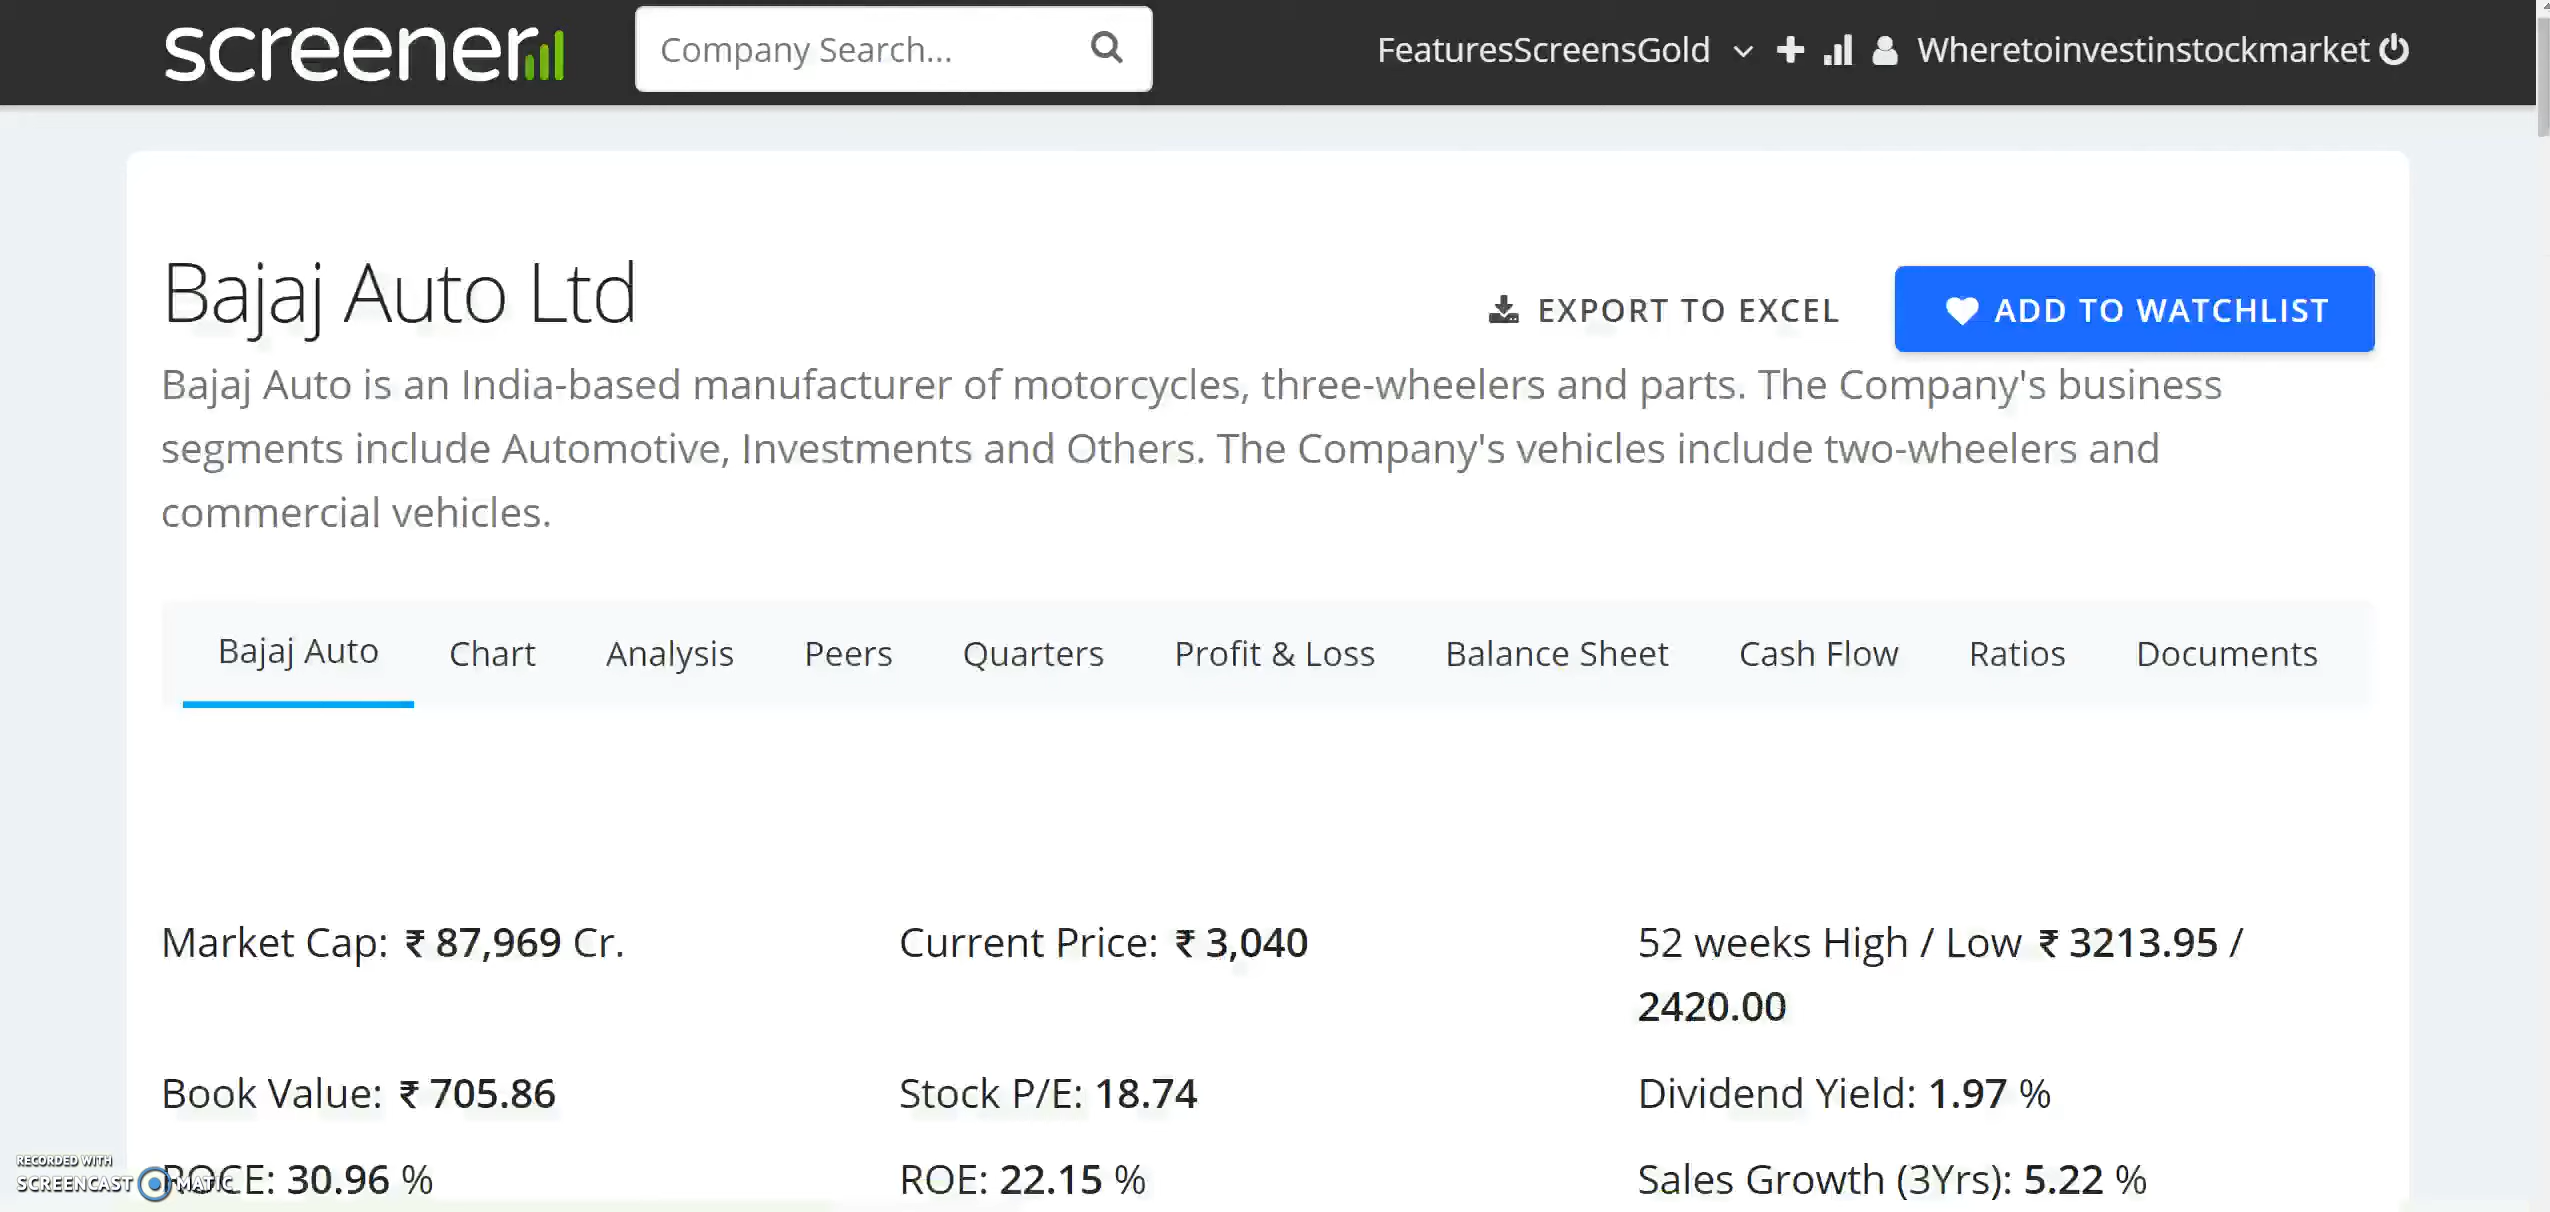 screener
Company Search...
FeaturesScreensGold
Wheretoinvestinstockmarket
Bajaj Auto Ltd
EXPORT TO EXCEL
ADD TO WATCHLIST
Bajaj Auto is an India-based manufacturer of motorcycles, three-wheelers and parts. The Company's business
segments include Automotive, Investments and Others. The Company's vehicles include two-wheelers and
commercial vehicles.
Bajaj Auto Chart Analysis Peers Quarters Profit & Loss Balance Sheet Cash Flow Ratios Documents
Market Cap: ₹ 87,969 Cr.
Current Price: ₹ 3,040
52 weeks High / Low ₹ 3213.95 /
2420.00
Book Value: ₹ 705.86
Stock P/E: 18.74
Dividend Yield: 1.97 %
ROCE: 30.96 %
ROE: 22.15 %
Sales Growth (3Yrs): 5.22 %
RECORDED WITH
SCREENCAST MATIC